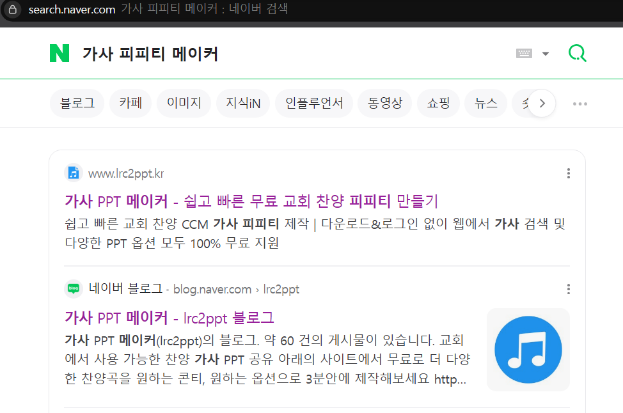 search.naver.com 가사 피피티 메이커 : 네이버 검색
N 가사 피피티 메이커
블로그 카페 이미지 지식iN 인플루언서 동영상 쇼핑 뉴스
www.lrc2ppt.kr
가사 PPT 메이커 - 쉽고 빠른 무료 교회 찬양 피피티 만들기
쉽고 빠른 교회 찬양 CCM 가사 피피티 제작 | 다운로드&로그인 없이 웹에서 가사 검색 및
다양한 PPT 옵션 모두 100% 무료 지원
네이버 블로그 · blog.naver.com › lrc2ppt
가사 PPT 메이커 - lrc2ppt 블로그
가사 PPT 메이커(lrc2ppt)의 블로그. 약 60 건의 게시물이 있습니다. 교회
에서 사용 가능한 찬양 가사 PPT 공유 아래의 사이트에서 무료로 더 다양
한 찬양곡을 원하는 콘티, 원하는 옵션으로 3분안에 제작해보세요 http...